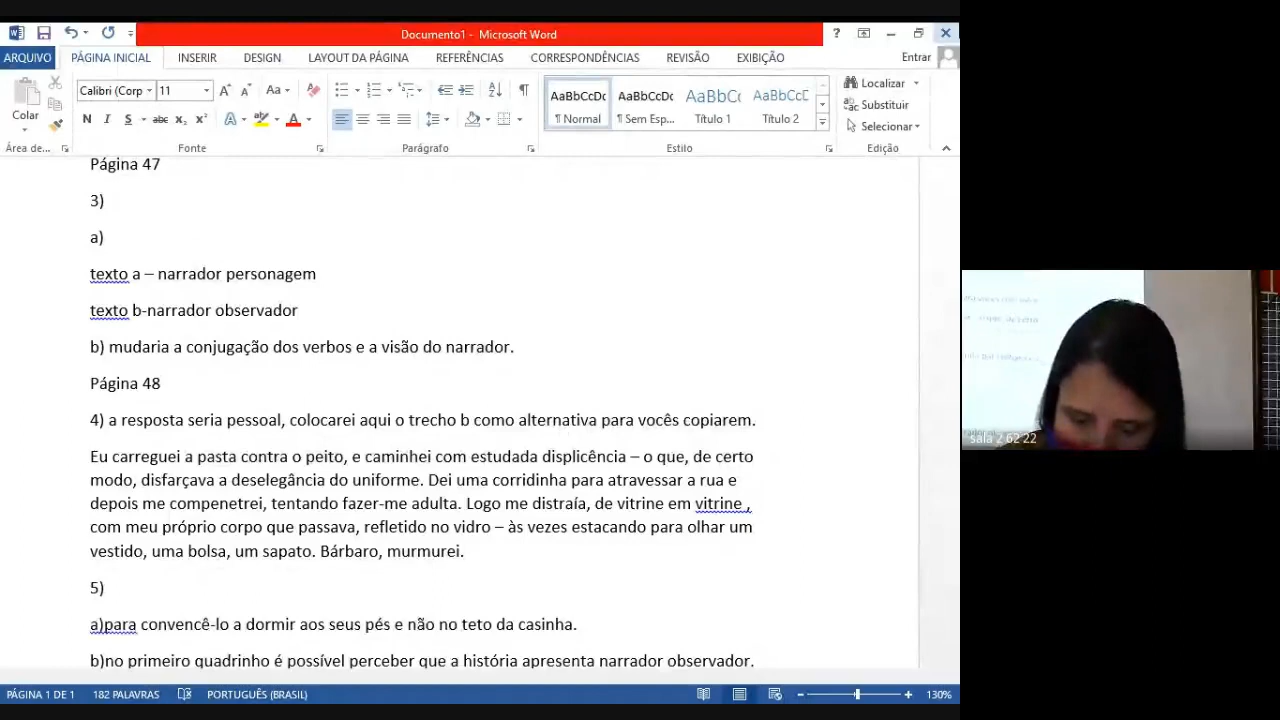 Documento1 - Microsoft Word
?
ARQUIVO PÁGINA INICIAL INSERIR DESIGN LAYOUT DA PÁGINA REFERÊNCIAS CORRESPONDÊNCIAS REVISÃO EXIBIÇÃO Entrar
Colar
Calibri (Corp 11
AaBbCcDc AaBbCcDc AaBbC( AaBbCcD
¶ Normal ¶ Sem Esp... Título 1 Título 2
Localizar
Substituir
Selecionar
Área de... Fonte Parágrafo Estilo Edição
Página 47
3)
a)
texto a – narrador personagem
texto b-narrador observador
b) mudaria a conjugação dos verbos e a visão do narrador.
Página 48
4) a resposta seria pessoal, colocarei aqui o trecho b como alternativa para vocês copiarem.
Eu carreguei a pasta contra o peito, e caminhei com estudada displicência – o que, de certo
modo, disfarçava a deselegância do uniforme. Dei uma corridinha para atravessar a rua e
depois me compenetrei, tentando fazer-me adulta. Logo me distraía, de vitrine em vitrine ,
com meu próprio corpo que passava, refletido no vidro – às vezes estacando para olhar um
vestido, uma bolsa, um sapato. Bárbaro, murmurei.
5)
a)para convencê-lo a dormir aos seus pés e não no teto da casinha.
b)no primeiro quadrinho é possível perceber que a história apresenta narrador observador.
PÁGINA 1 DE 1 182 PALAVRAS PORTUGUÊS (BRASIL) 130%
sala 2 62 22